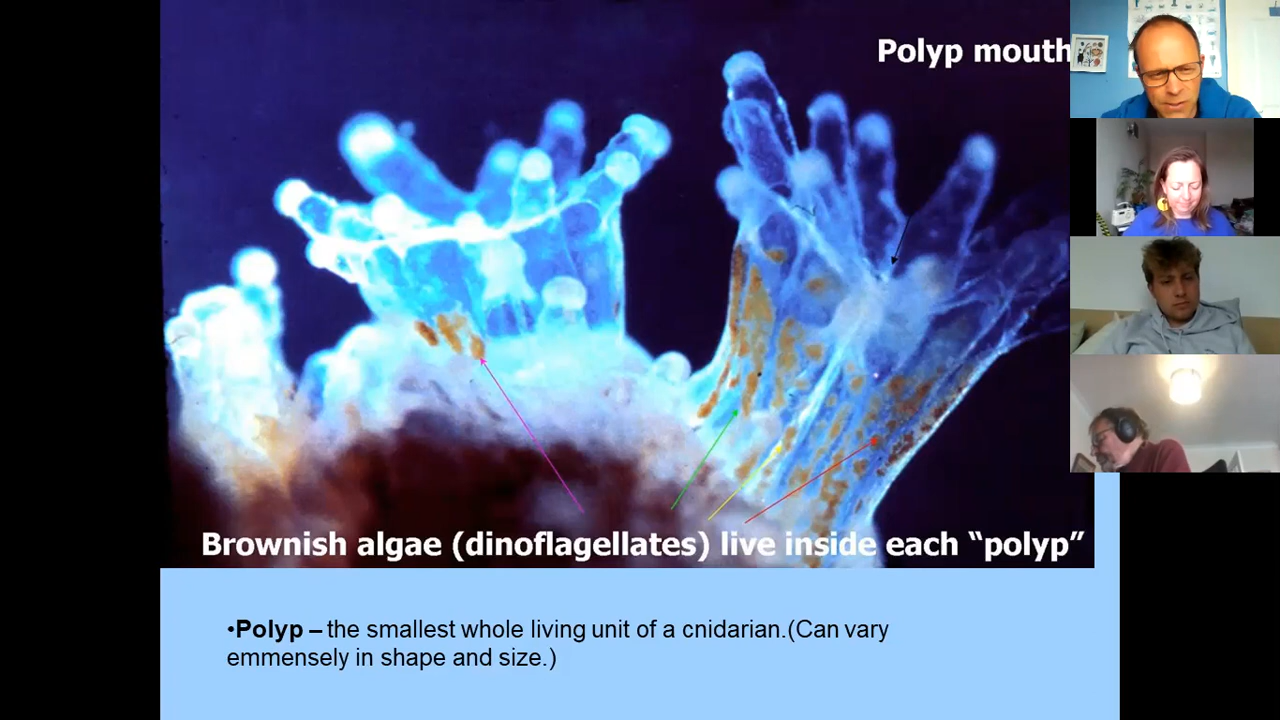 Polyp mouth
Brownish algae (dinoflagellates) live inside each “polyp”
•Polyp – the smallest whole living unit of a cnidarian.(Can vary
emmensely in shape and size.)